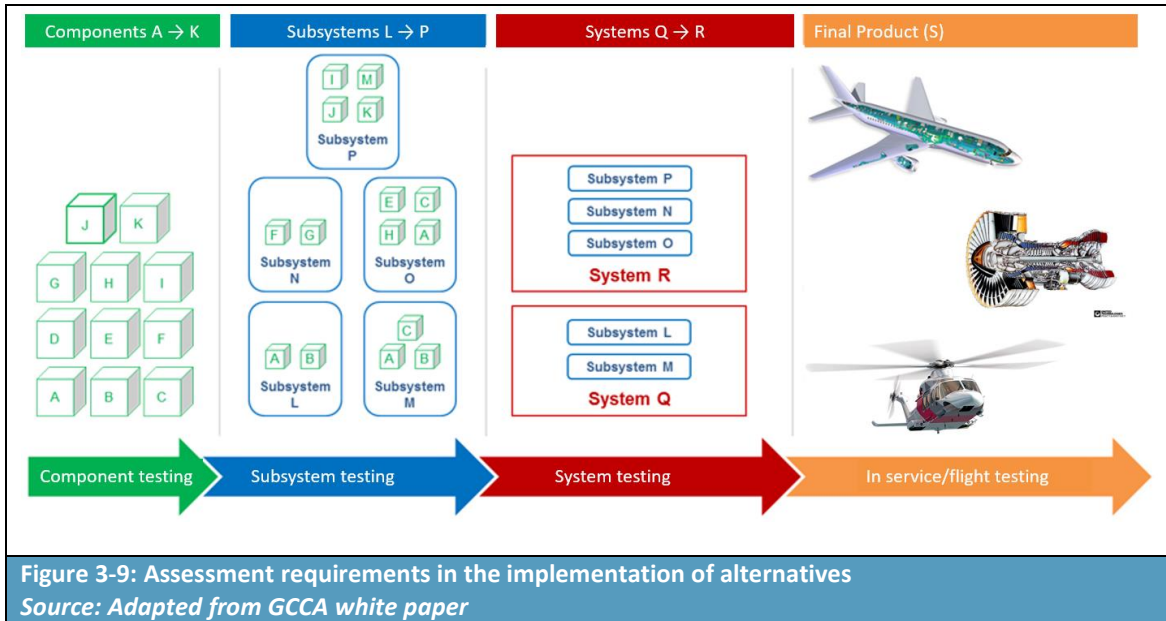 Components A → K
Subsystems L → P
Systems Q → R
Final Product (S)
J K
G H I
D E F
A B C
I M
J K
Subsystem
P
F G
Subsystem
N
E C
H A
Subsystem
O
A B
Subsystem
L
C
A B
Subsystem
M
Subsystem P
Subsystem N
Subsystem O
System R
Subsystem L
Subsystem M
System Q
Component testing
Subsystem testing
System testing
In service/flight testing
Figure 3-9: Assessment requirements in the implementation of alternatives
Source: Adapted from GCCA white paper